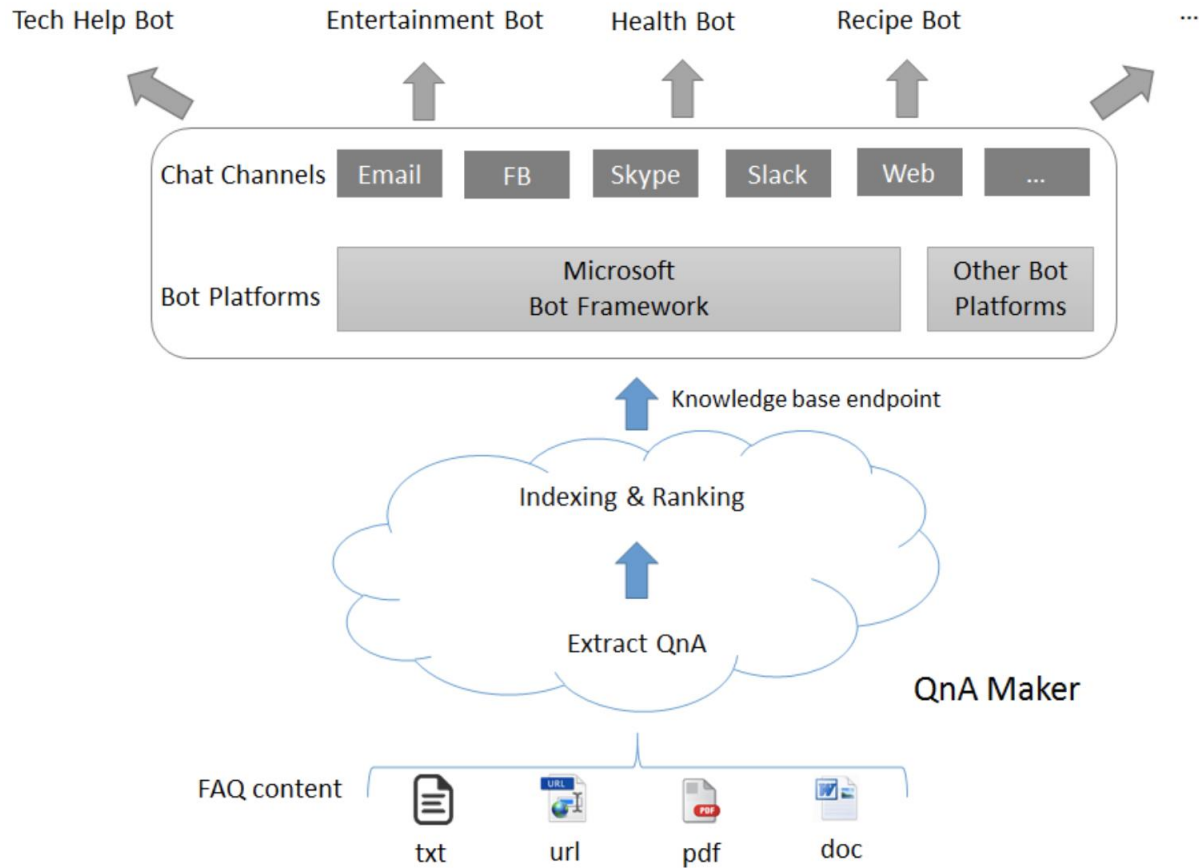 Tech Help Bot
Entertainment Bot
Health Bot
Recipe Bot
...
Chat Channels
Email
FB
Skype
Slack
Web
...
Bot Platforms
Microsoft
Bot Framework
Other Bot
Platforms
Knowledge base endpoint
Indexing & Ranking
Extract QnA
QnA Maker
FAQ content
URL
PDF
W
txt
url
pdf
doc